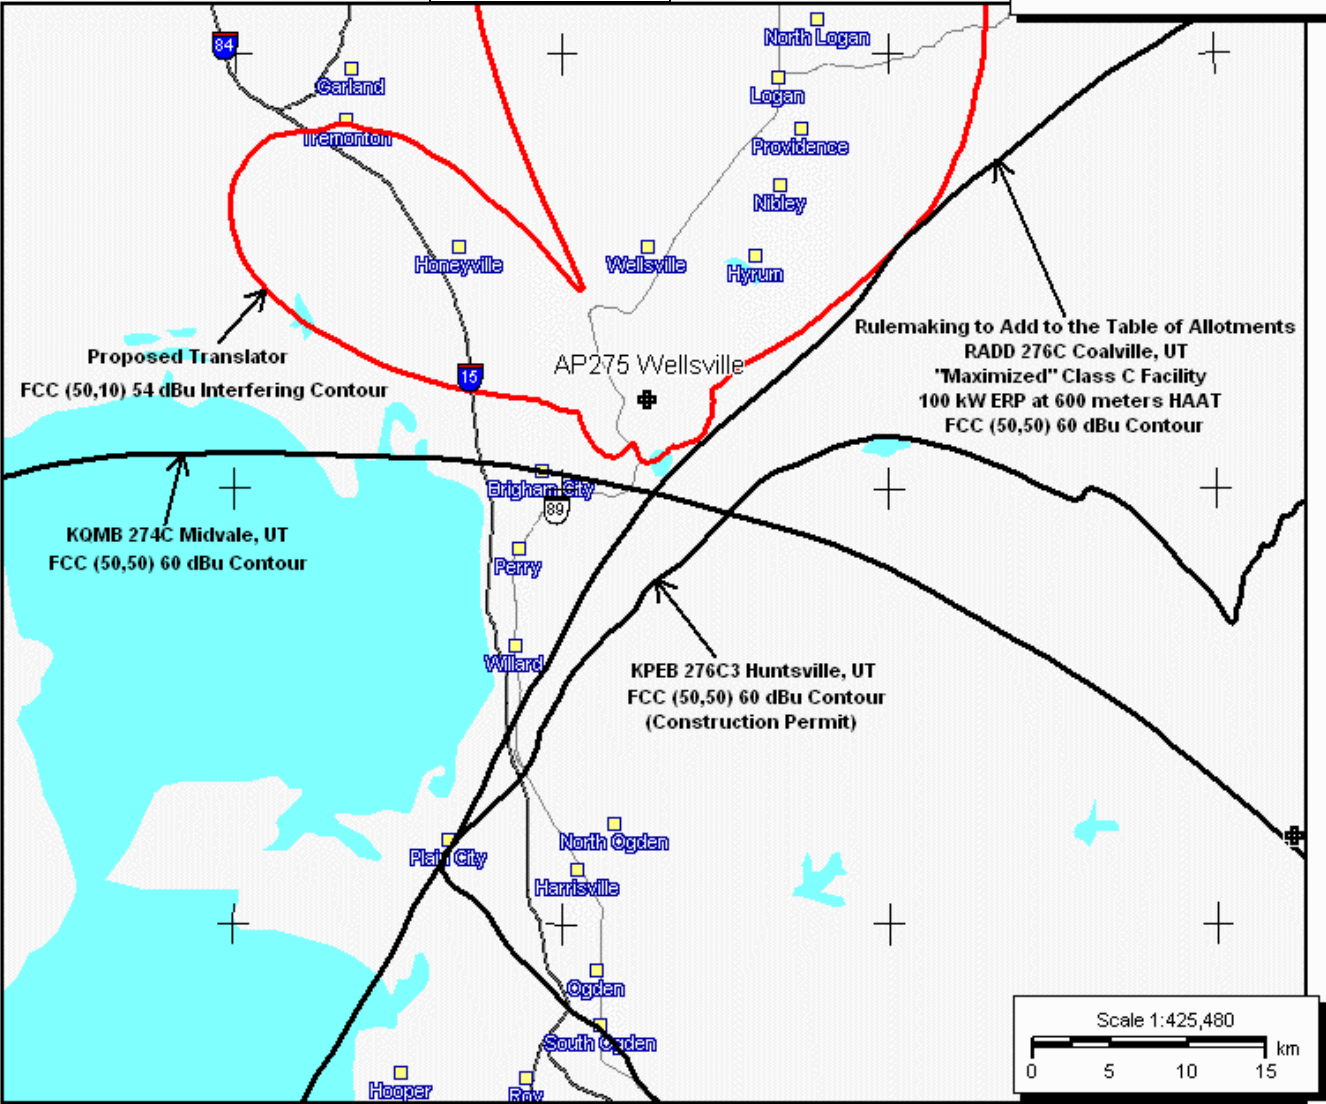 84
North Logan
Garland
Logan
Tremonton
Providence
Nibley
Honeyville
Wellsville
Hyrum
Rulemaking to Add to the Table of Allotments
RADD 276C Coalville, UT
"Maximized" Class C Facility
100 kW ERP at 600 meters HAAT
FCC (50,50) 60 dBu Contour
Proposed Translator
FCC (50,10) 54 dBu Interfering Contour
15
AP275 Wellsville
Brigham City
89
KQMB 274C Midvale, UT
FCC (50,50) 60 dBu Contour
Perry
Willard
KPEB 276C3 Huntsville, UT
FCC (50,50) 60 dBu Contour
(Construction Permit)
North Ogden
Plain City
Harrisville
Ogden
South Ogden
Hooper
Roy
Scale 1:425,480
km
0 5 10 15